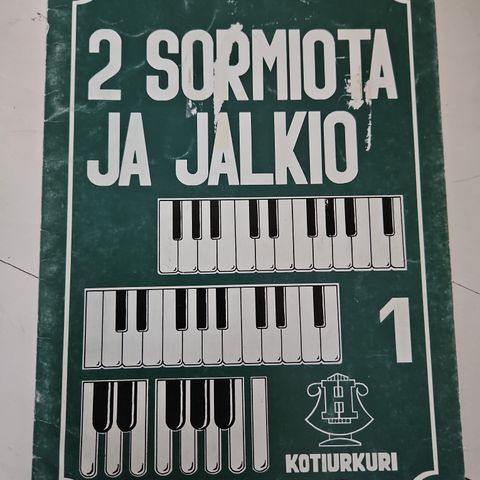 2 SORMIOTA
JA JALKIO
1
H
KOTIURKURI